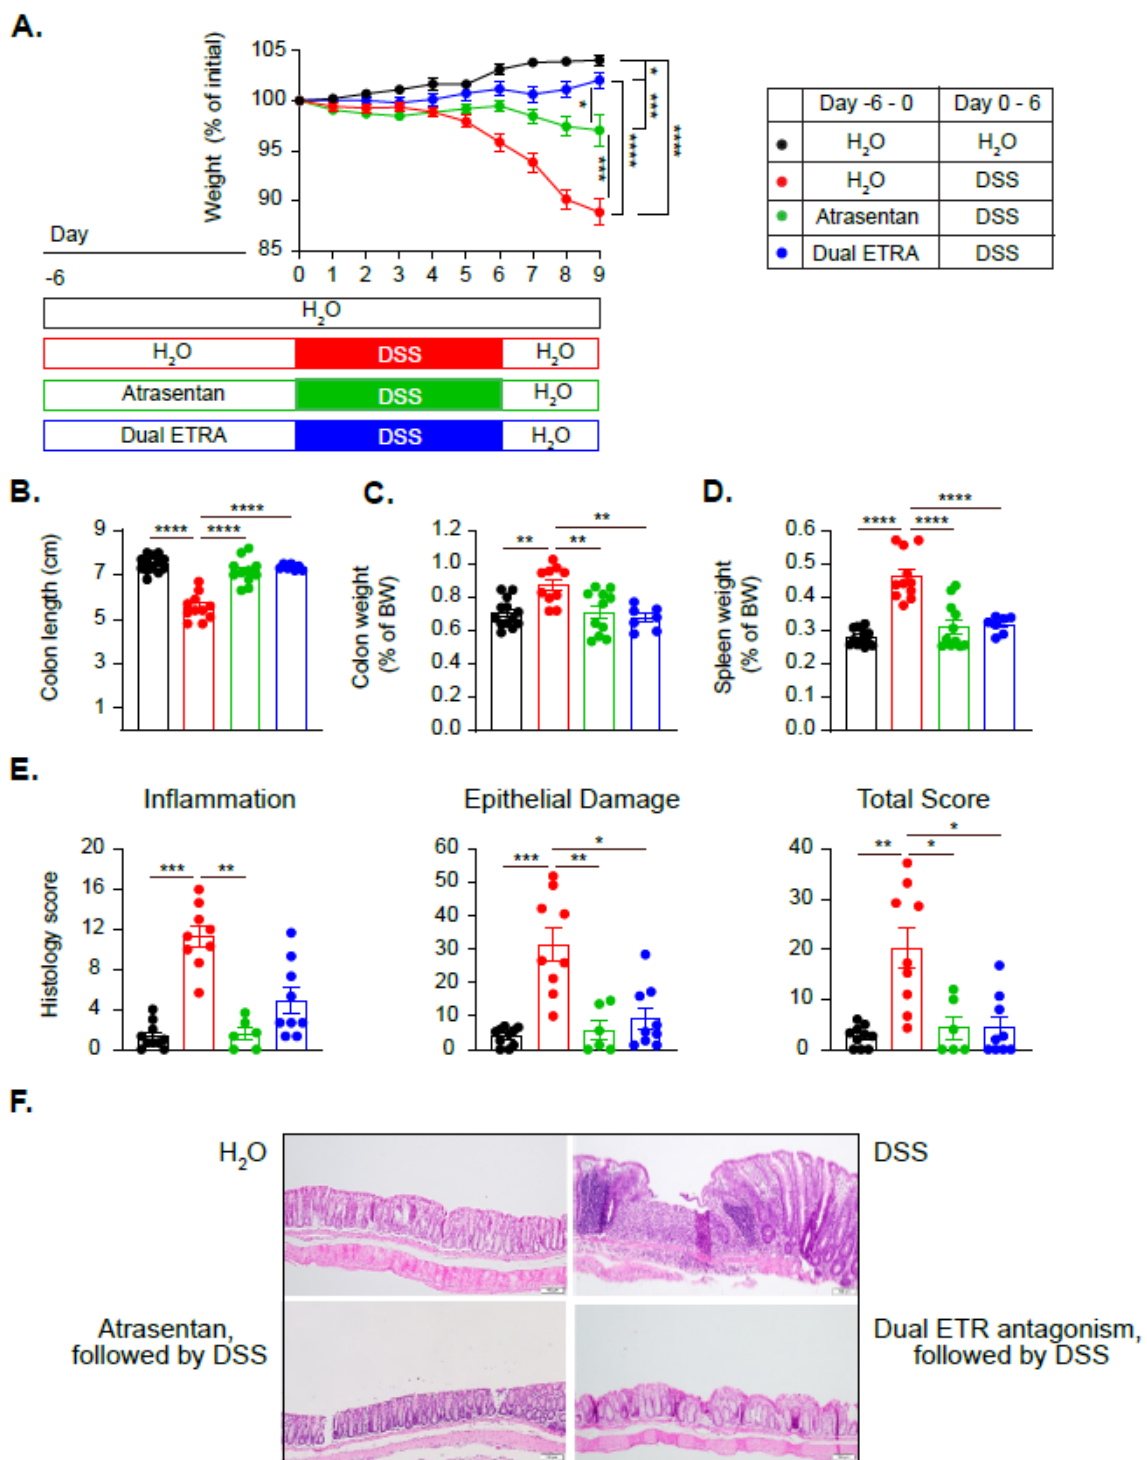 A.
Weight (% of initial)
105
100
95
90
85
* *** **** * *** ****
Day -6 - 0 Day 0 - 6
H₂O H₂O
H₂O DSS
Atrasentan DSS
Dual ETRA DSS
Day
-6 0 1 2 3 4 5 6 7 8 9
H₂O
H₂O DSS H₂O
Atrasentan DSS H₂O
Dual ETRA DSS H₂O
B.
Colon length (cm)
9
7
5
3
1
****
**** ****
C.
Colon weight
(% of BW)
1.2
1.0
0.8
0.6
0.4
0.2
0.0
**
** **
D.
Spleen weight
(% of BW)
0.6
0.5
0.4
0.3
0.2
0.1
0.0
****
**** ****
E.
Inflammation
Histology score
20
16
12
8
4
0
*** **
Epithelial Damage
60
50
40
30
20
10
0
*
*** **
Total Score
40
30
20
10
0
*
** *
F.
H₂O
DSS
Atrasentan,
followed by DSS
Dual ETR antagonism,
followed by DSS